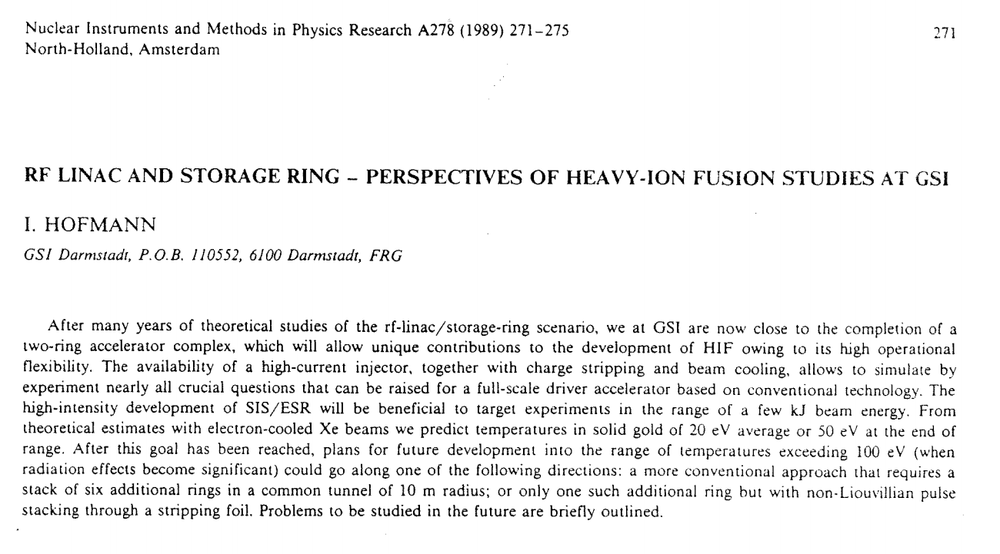 Nuclear Instruments and Methods in Physics Research A278 (1989) 271–275
271
North-Holland, Amsterdam
RF LINAC AND STORAGE RING – PERSPECTIVES OF HEAVY-ION FUSION STUDIES AT GSI
I. HOFMANN
GSI Darmstadt, P.O.B. 110552, 6100 Darmstadt, FRG
After many years of theoretical studies of the rf-linac/storage-ring scenario, we at GSI are now close to the completion of a
two-ring accelerator complex, which will allow unique contributions to the development of HIF owing to its high operational
flexibility. The availability of a high-current injector, together with charge stripping and beam cooling, allows to simulate by
experiment nearly all crucial questions that can be raised for a full-scale driver accelerator based on conventional technology. The
high-intensity development of SIS/ESR will be beneficial to target experiments in the range of a few kJ beam energy. From
theoretical estimates with electron-cooled Xe beams we predict temperatures in solid gold of 20 eV average or 50 eV at the end of
range. After this goal has been reached, plans for future development into the range of temperatures exceeding 100 eV (when
radiation effects become significant) could go along one of the following directions: a more conventional approach that requires a
stack of six additional rings in a common tunnel of 10 m radius; or only one such additional ring but with non-Liouvillian pulse
stacking through a stripping foil. Problems to be studied in the future are briefly outlined.